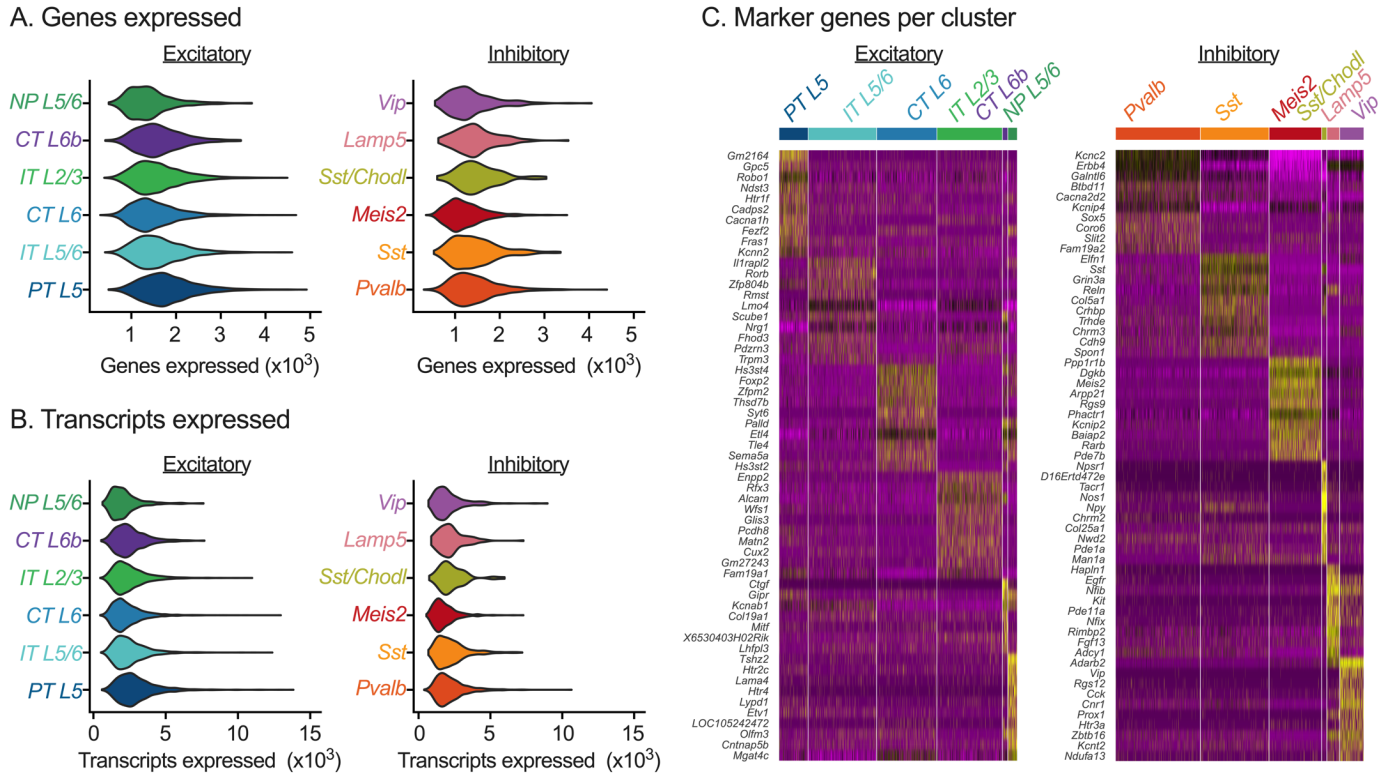 A. Genes expressed
Excitatory
NP L5/6
CT L6b
IT L2/3
CT L6
IT L5/6
PT L5
1
2
3
4
5
Genes expressed (x10³)
Inhibitory
Vip
Lamp5
Sst/Chodl
Meis2
Sst
Pvalb
1
2
3
4
5
Genes expressed (x10³)
B. Transcripts expressed
Excitatory
NP L5/6
CT L6b
IT L2/3
CT L6
IT L5/6
PT L5
0
5
10
15
Transcripts expressed (x10³)
Inhibitory
Vip
Lamp5
Sst/Chodl
Meis2
Sst
Pvalb
0
5
10
15
Transcripts expressed (x10³)
C. Marker genes per cluster
Excitatory
PT L5
IT L5/6
CT L6
IT L2/3
CT L6b
NP L5/6
Gm2164
Gpc5
Robo1
Ndst3
Htr1f
Cadps2
Cacna1h
Fezf2
Fras1
Kcnn2
Il1rapl2
Rorb
Zfp804b
Rmst
Lmo4
Scube1
Nrg1
Fhod3
Pdzrn3
Trpm3
Hs3st4
Foxp2
Zfpm2
Thsd7b
Syt6
Palld
Etl4
Tle4
Sema5a
Hs3st2
Enpp2
Rfx3
Alcam
Wfs1
Glis3
Pcdh8
Matn2
Cux2
Gm27243
Fam19a1
Ctgf
Gipr
Kcnab1
Col19a1
Mitf
X6530403H02Rik
Lhfpl3
Tshz2
Htr2c
Lama4
Htr4
Lypd1
Etv1
LOC105242472
Olfm3
Cntnap5b
Mgat4c
Inhibitory
Pvalb
Sst
Meis2
Sst/Chodl
Lamp5
Vip
Kcnc2
Erbb4
Galntl6
Btbd11
Cacna2d2
Kcnip4
Sox5
Coro6
Slit2
Fam19a2
Elfn1
Sst
Grin3a
Reln
Col5a1
Crhbp
Trhde
Chrm3
Cdh9
Spon1
Ppp1r1b
Dgkb
Meis2
Arpp21
Rgs9
Phactr1
Kcnip2
Baiap2
Rarb
Pde7b
Npsr1
D16Ertd472e
Tacr1
Nos1
Npy
Chrm2
Col25a1
Nwd2
Pde1a
Man1a
Hapln1
Egfr
Nfib
Kit
Pde11a
Nfix
Rimbp2
Fgf13
Adcy1
Adarb2
Vip
Rgs12
Cck
Cnr1
Prox1
Htr3a
Zbtb16
Kcnt2
Ndufa13